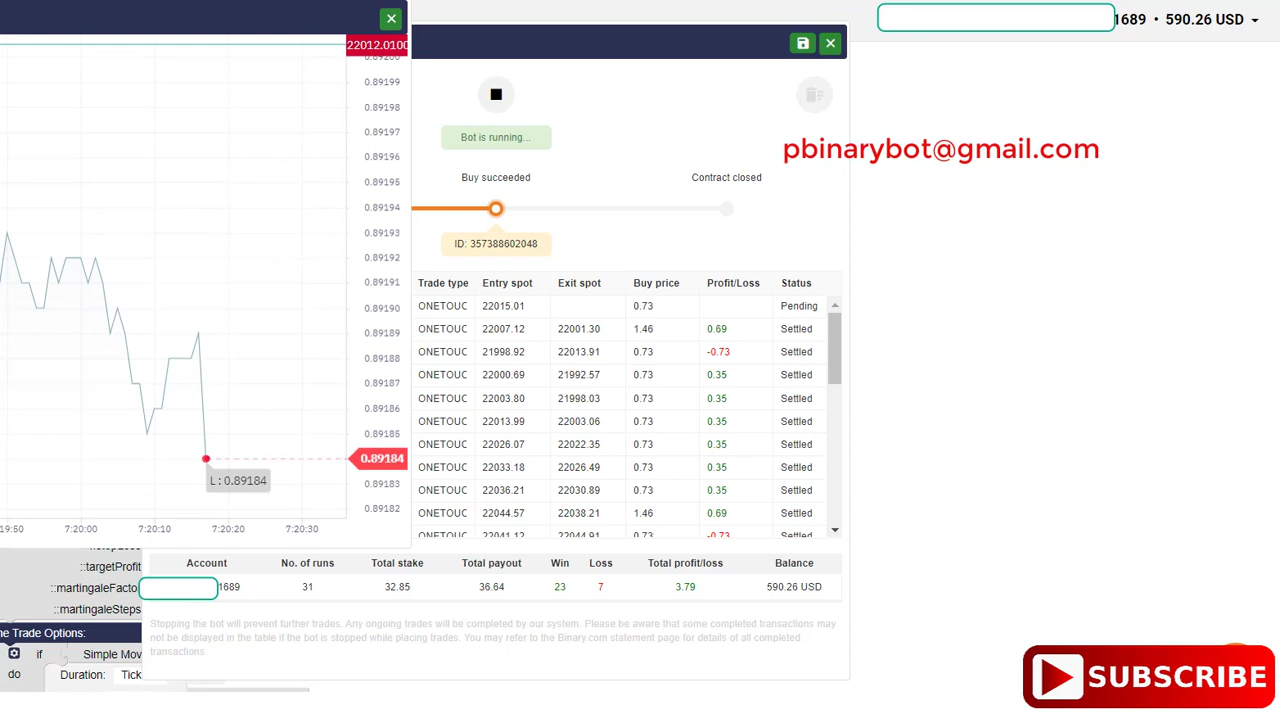 1689 • 590.26 USD
22012.0100
0.89200
0.89199
0.89198
0.89197
0.89196
0.89195
0.89194
0.89193
0.89192
0.89191
0.89190
0.89189
0.89188
0.89187
0.89186
0.89185
0.89184
0.89183
0.89182
L: 0.89184
7:20:00
7:20:10
7:20:20
7:20:30
Bot is running...
pbinarybot@gmail.com
Buy succeeded
Contract closed
ID: 357388602048
Trade type Entry spot Exit spot Buy price Profit/Loss Status
ONETOUC 22015.01 0.73 Pending
ONETOUC 22007.12 22001.30 1.46 0.69 Settled
ONETOUC 21998.92 22013.91 0.73 -0.73 Settled
ONETOUC 22000.69 21992.57 0.73 0.35 Settled
ONETOUC 22003.80 21998.03 0.73 0.35 Settled
ONETOUC 22013.99 22003.06 0.73 0.35 Settled
ONETOUC 22026.07 22022.35 0.73 0.35 Settled
ONETOUC 22033.18 22026.49 0.73 0.35 Settled
ONETOUC 22036.21 22030.89 0.73 0.35 Settled
ONETOUC 22044.57 22038.21 1.46 0.69 Settled
ONETOUC 22041.12 22044.91 0.73 -0.73 Settled
Account No. of runs Total stake Total payout Win Loss Total profit/loss Balance
1689 31 32.85 36.64 23 7 3.79 590.26 USD
Stopping the bot will prevent further trades. Any ongoing trades will be completed by our system. Please be aware that some completed transactions may
not be displayed in the table if the bot is stopped while placing trades. You may refer to the Binary.com statement page for details of all completed
transactions.
::targetProfit
::martingaleFacto
::martingaleSteps
ne Trade Options:
if Simple Mov
do Duration: Tick
SUBSCRIBE